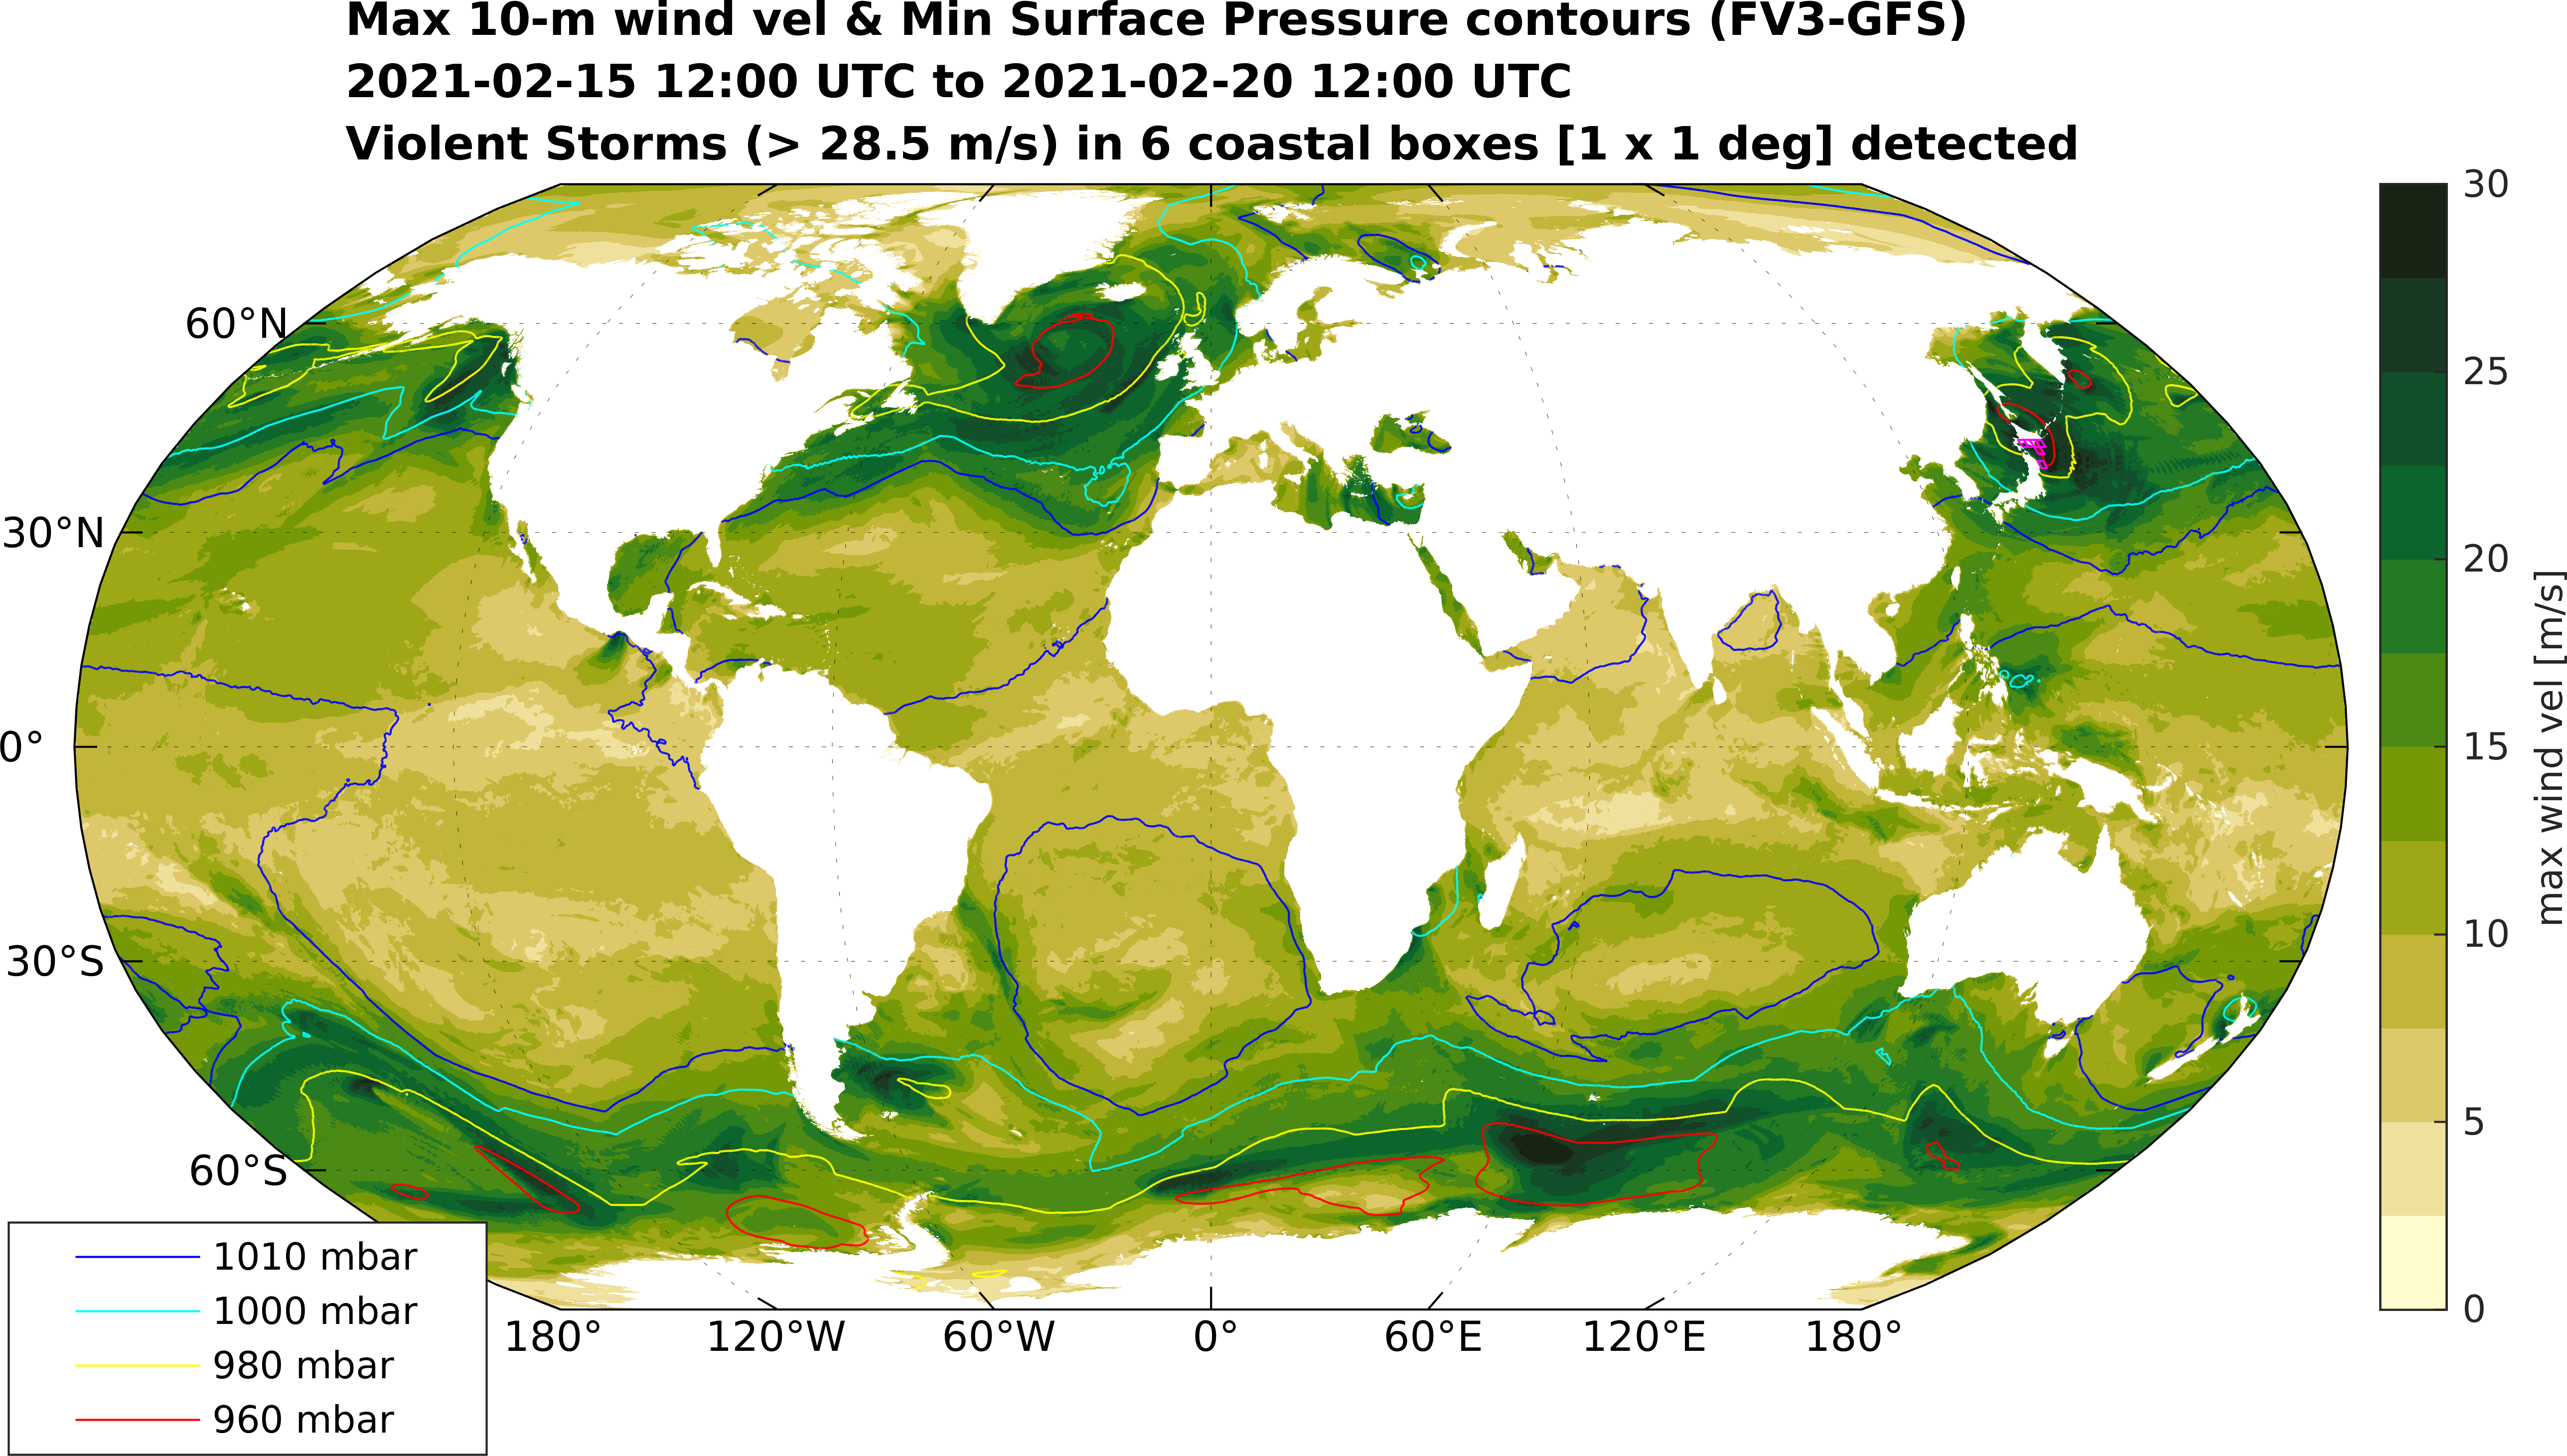 Max 10-m wind vel & Min Surface Pressure contours (FV3-GFS)
2021-02-15 12:00 UTC to 2021-02-20 12:00 UTC
Violent Storms (> 28.5 m/s) in 6 coastal boxes [1 x 1 deg] detected
60°N
30°N
0°
30°S
60°S
180°
120°W
60°W
0°
60°E
120°E
180°
1010 mbar
1000 mbar
980 mbar
960 mbar
30
25
20
15
10
5
0
max wind vel [m/s]